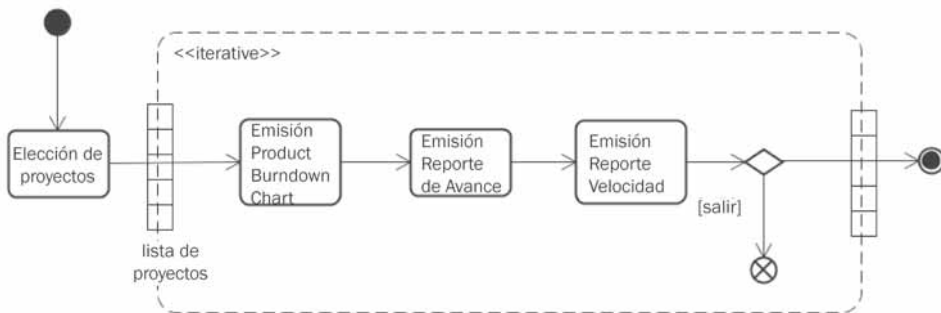 <<iterative>>
Elección de
proyectos
lista de
proyectos
Emisión
Product
Burndown
Chart
Emisión
Reporte
de Avance
Emisión
Reporte
Velocidad
[salir]